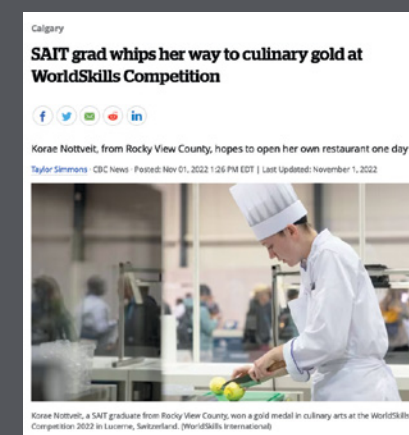 Calgary
SAIT grad whips her way to culinary gold at
WorldSkills Competition
Korae Nottveit, from Rocky View County, hopes to open her own restaurant one day
Taylor Simmons · CBC News · Posted: Nov 01, 2022 1:26 PM EDT | Last Updated: November 1, 2022
Korae Nottveit, a SAIT graduate from Rocky View County, won a gold medal in culinary arts at the WorldSkills
Competition 2022 in Lucerne, Switzerland. (WorldSkills International)